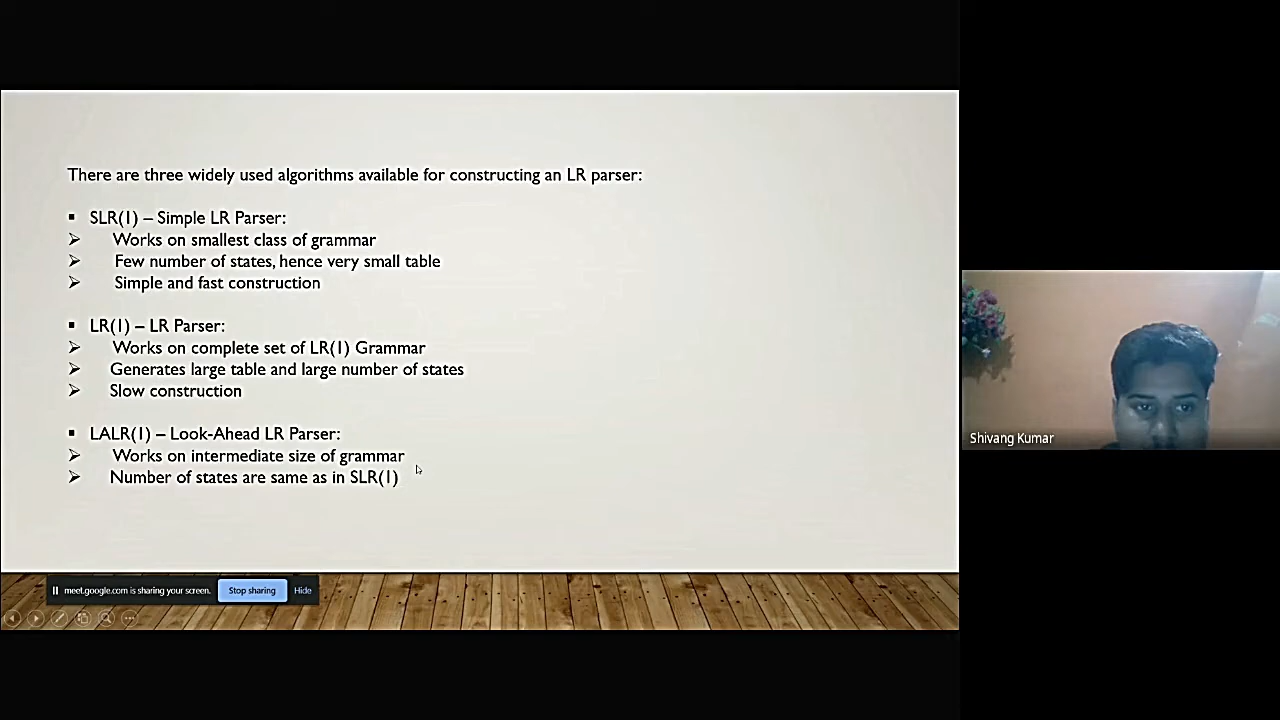 There are three widely used algorithms available for constructing an LR parser:
▪ SLR(1) – Simple LR Parser:
➢ Works on smallest class of grammar
➢ Few number of states, hence very small table
➢ Simple and fast construction
▪ LR(1) – LR Parser:
➢ Works on complete set of LR(1) Grammar
➢ Generates large table and large number of states
➢ Slow construction
▪ LALR(1) – Look-Ahead LR Parser:
➢ Works on intermediate size of grammar
➢ Number of states are same as in SLR(1)
Shivang Kumar
meet.google.com is sharing your screen. Stop sharing Hide